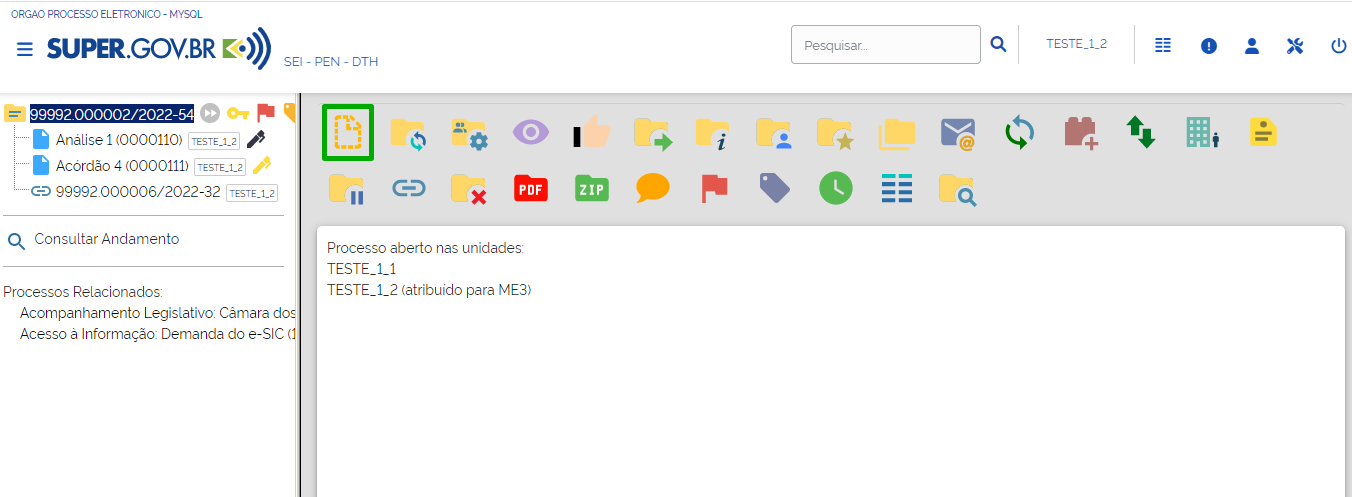 ORGAO PROCESSO ELETRONICO - MYSQL
SUPER.GOV.BR
SEI - PEN - DTH
Pesquisar...
TESTE_1_2
99992.000002/2022-54
Análise 1 (0000110) TESTE_1_2
Acórdão 4 (0000111) TESTE_1_2
99992.000006/2022-32 TESTE_1_2
Consultar Andamento
Processos Relacionados:
Acompanhamento Legislativo: Câmara dos
Acesso à Informação: Demanda do e-SIC (1
PDF
ZIP
Processo aberto nas unidades:
TESTE_1_1
TESTE_1_2 (atribuído para ME3)